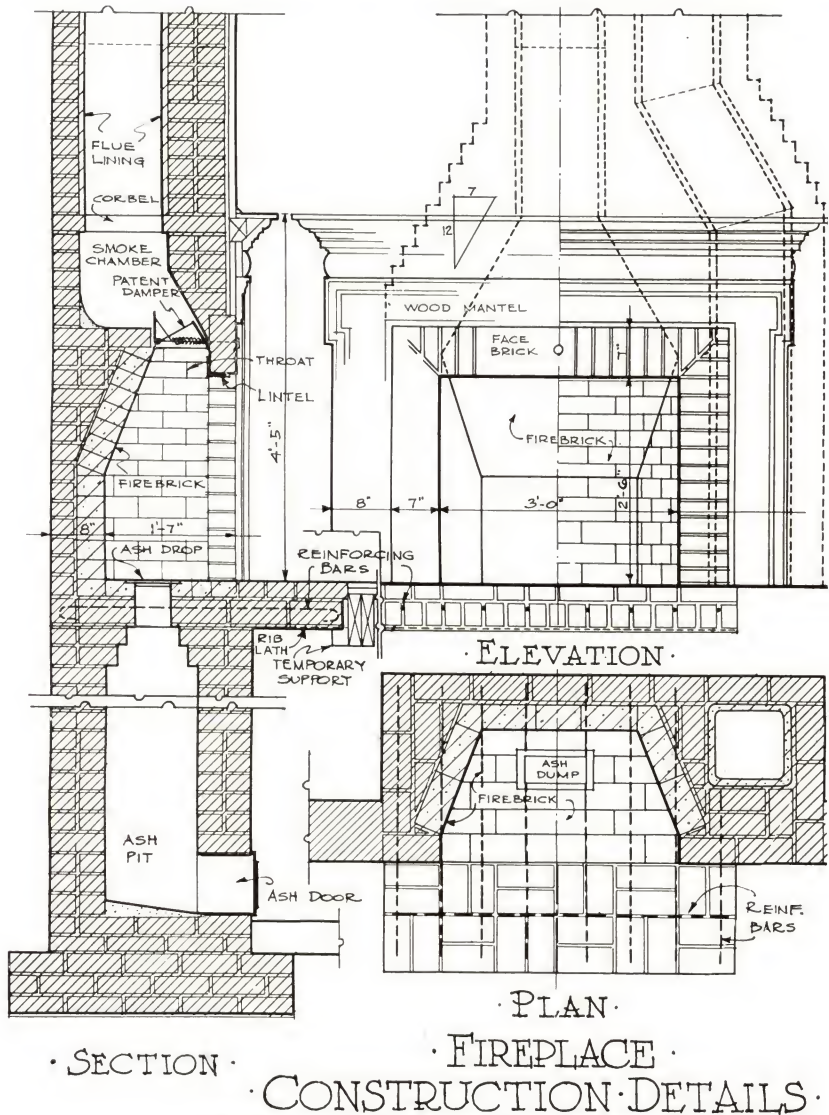 FLUE
LINING
CORBEL
SMOKE
CHAMBER
PATENT
DAMPER
THROAT
LINTEL
4'-5"
FIREBRICK
8"
1'-7"
ASH DROP
REINFORCING
BARS
RIB
LATH
TEMPORARY
SUPPORT
ASH
PIT
ASH DOOR
· SECTION ·
7
12
WOOD MANTEL
FACE
BRICK
7"
FIREBRICK
8"
7"
3'-0"
2'-6"
· ELEVATION ·
ASH
DUMP
FIREBRICK
REINF.
BARS
· PLAN ·
· FIREPLACE ·
· CONSTRUCTION · DETAILS ·